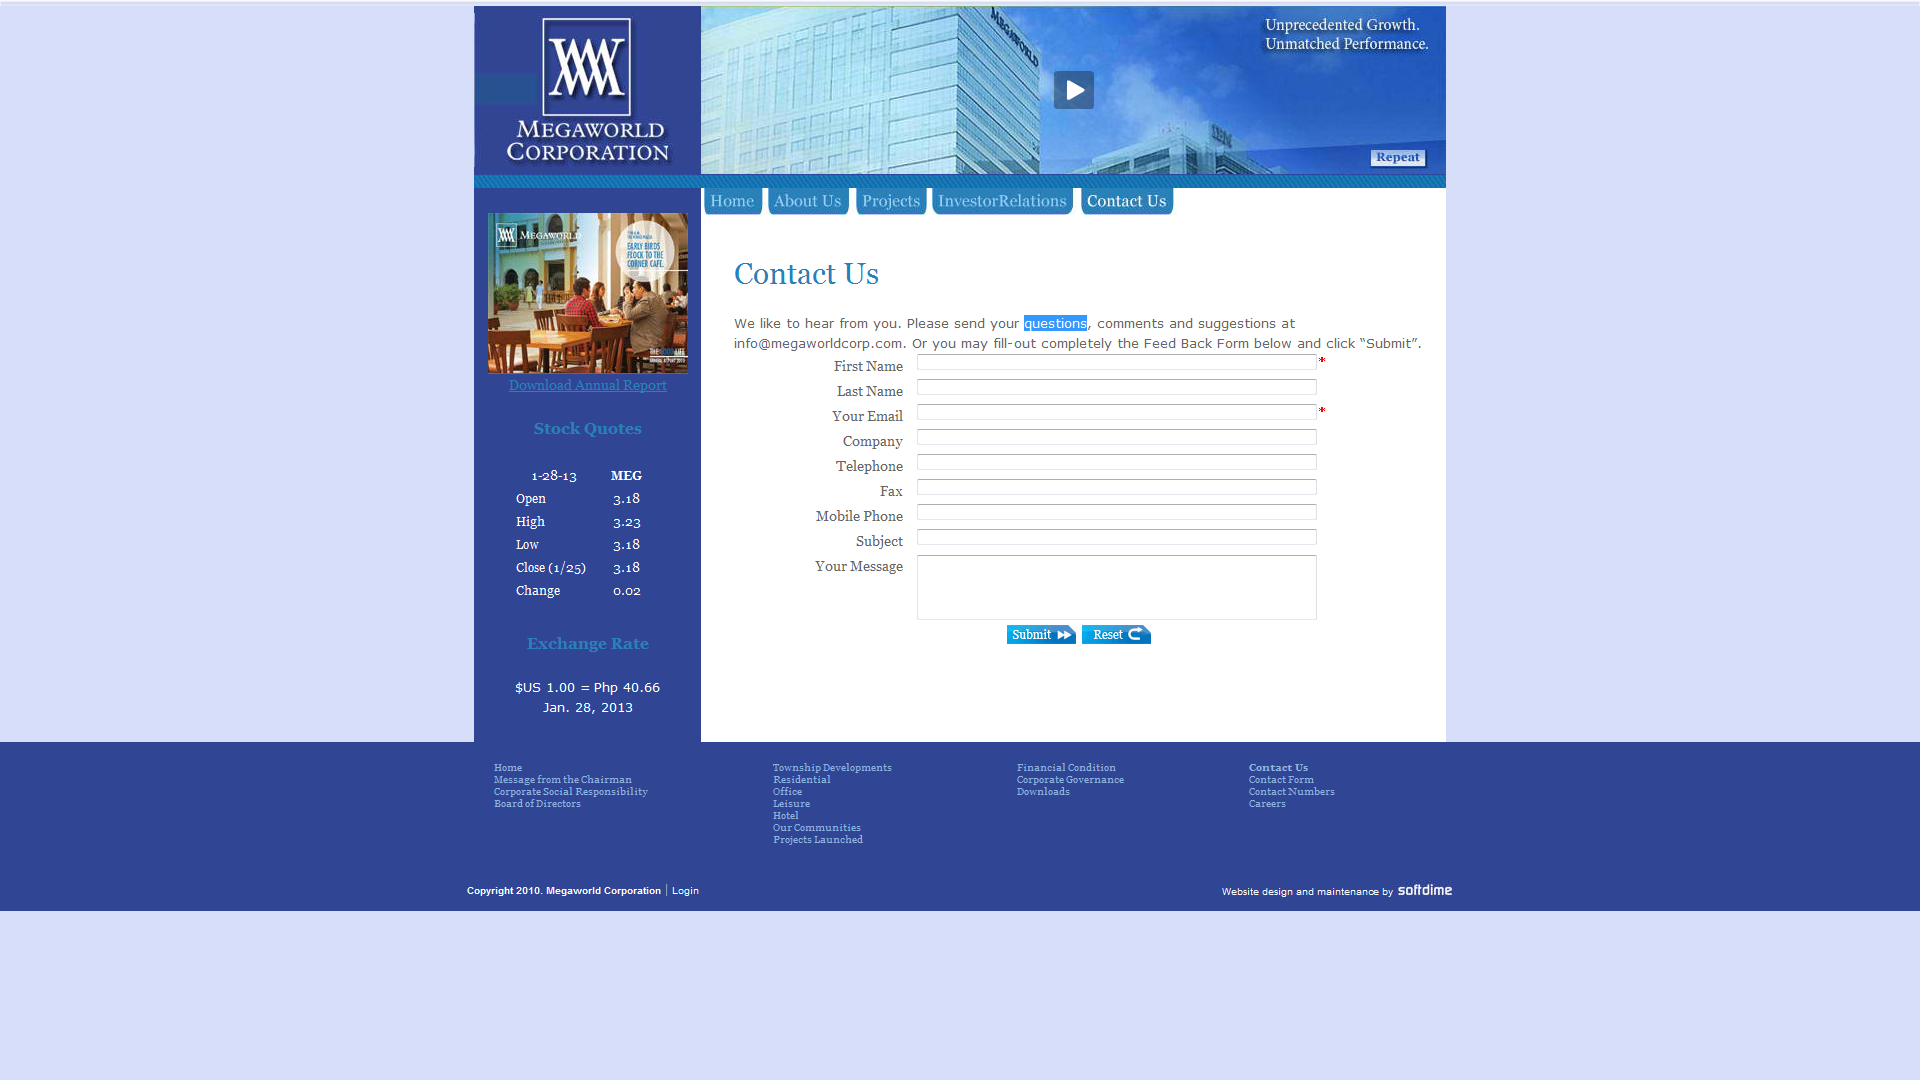 MEGAWORLD
CORPORATION
MEGAWORLD
Unprecedented Growth.
Unmatched Performance.
IBM
Repeat
Home
About Us
Projects
InvestorRelations
Contact Us
MEGAWORLD
EARLY BIRDS
FLOCK TO THE
CORNER CAFE.
Download Annual Report
Stock Quotes
1-28-13 MEG
Open 3.18
High 3.23
Low 3.18
Close (1/25) 3.18
Change 0.02
Exchange Rate
$US 1.00 = Php 40.66
Jan. 28, 2013
Contact Us
We like to hear from you. Please send your questions, comments and suggestions at
info@megaworldcorp.com. Or you may fill-out completely the Feed Back Form below and click “Submit”.
First Name *
Last Name
Your Email *
Company
Telephone
Fax
Mobile Phone
Subject
Your Message
Submit
Reset
Home
Message from the Chairman
Corporate Social Responsibility
Board of Directors
Township Developments
Residential
Office
Leisure
Hotel
Our Communities
Projects Launched
Financial Condition
Corporate Governance
Downloads
Contact Us
Contact Form
Contact Numbers
Careers
Copyright 2010. Megaworld Corporation | Login
Website design and maintenance by softdime